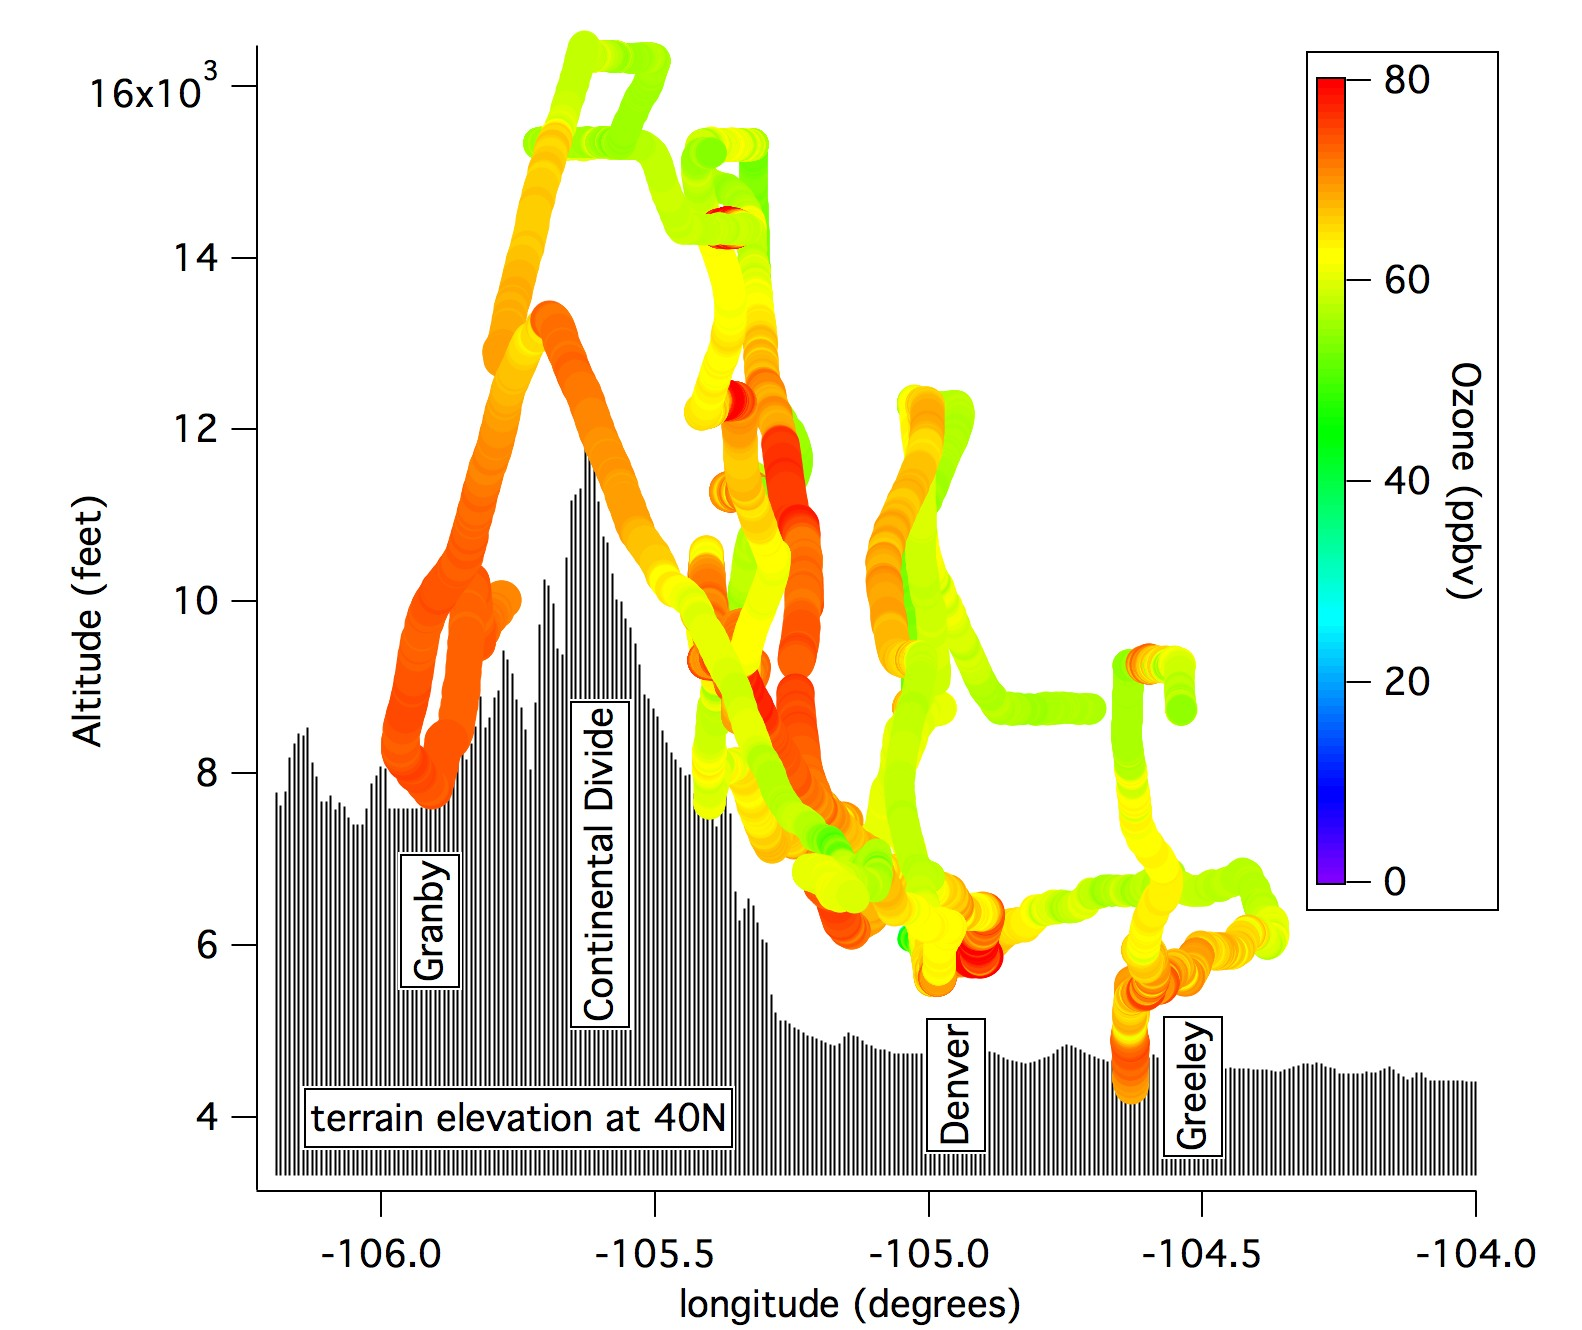 16x10³
14
12
10
8
6
4
Altitude (feet)
Granby
Continental Divide
terrain elevation at 40N
Denver
Greeley
80
60
40
20
0
Ozone (ppbv)
-106.0
-105.5
-105.0
-104.5
-104.0
longitude (degrees)